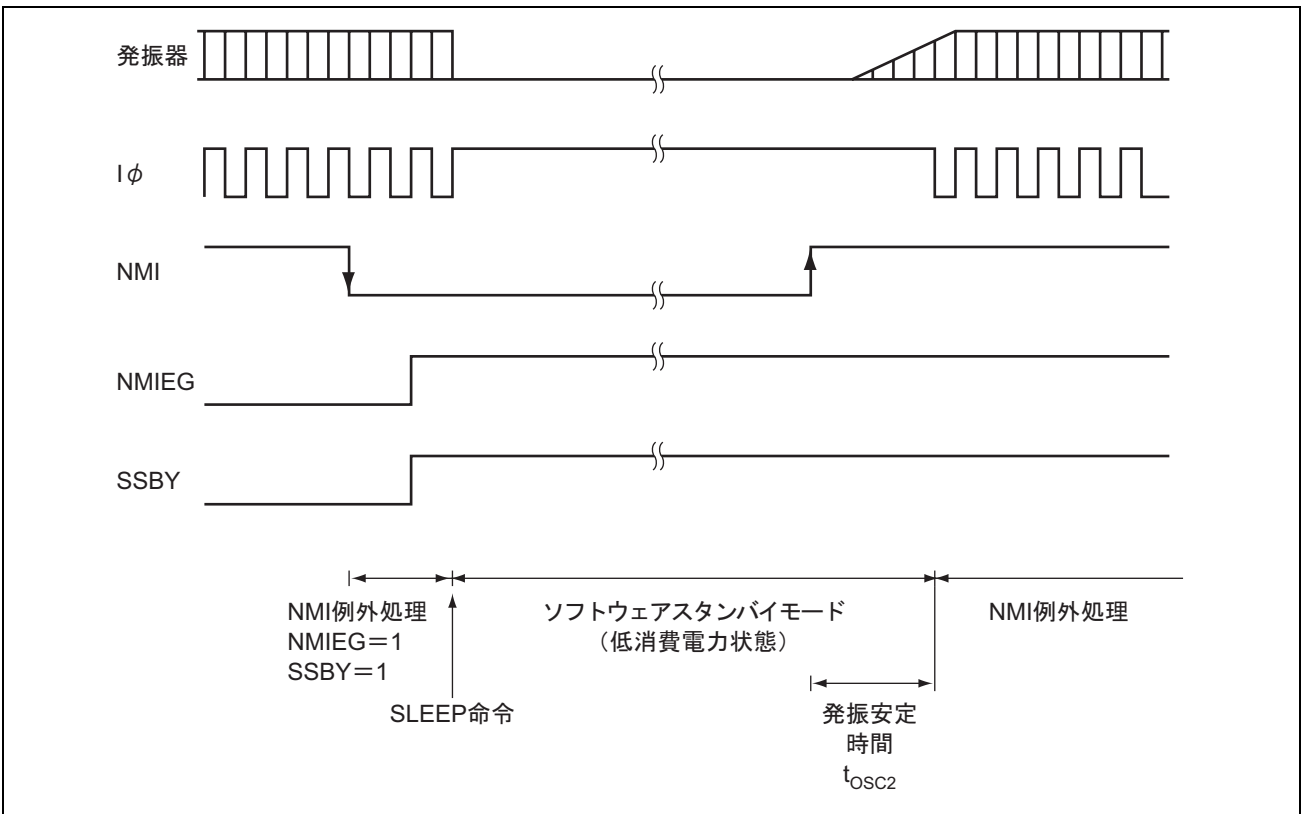 発振器
Iφ
NMI
NMIEG
SSBY
NMI例外処理
NMIEG＝1
SSBY＝1
SLEEP命令
ソフトウェアスタンバイモード
（低消費電力状態）
発振安定
時間
tOSC2
NMI例外処理